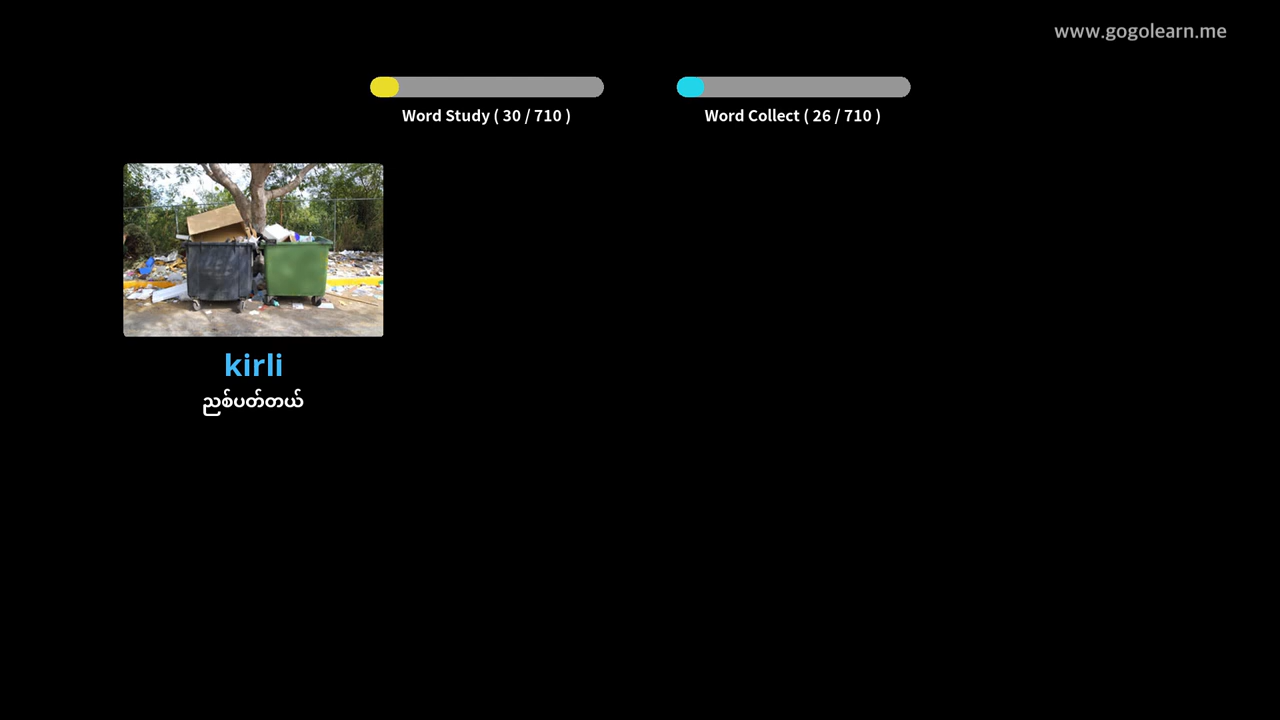 www.gogolearn.me
Word Study ( 30 / 710 )
Word Collect ( 26 / 710 )
kirli
ညစ်ပတ်တယ်